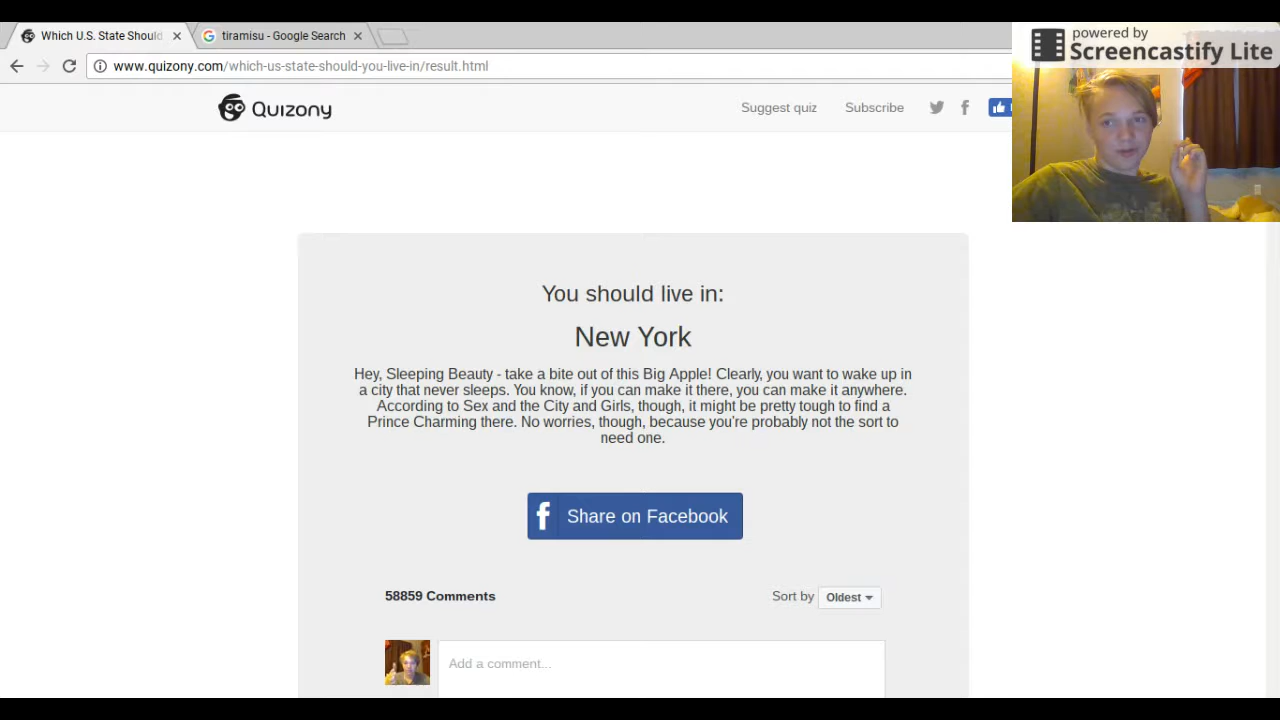 Which U.S. State Should
tiramisu - Google Search
powered by
Screencastify Lite
www.quizony.com/which-us-state-should-you-live-in/result.html
Quizony
Suggest quiz
Subscribe
You should live in:
New York
Hey, Sleeping Beauty - take a bite out of this Big Apple! Clearly, you want to wake up in
a city that never sleeps. You know, if you can make it there, you can make it anywhere.
According to Sex and the City and Girls, though, it might be pretty tough to find a
Prince Charming there. No worries, though, because you're probably not the sort to
need one.
f Share on Facebook
58859 Comments
Sort by Oldest
Add a comment...